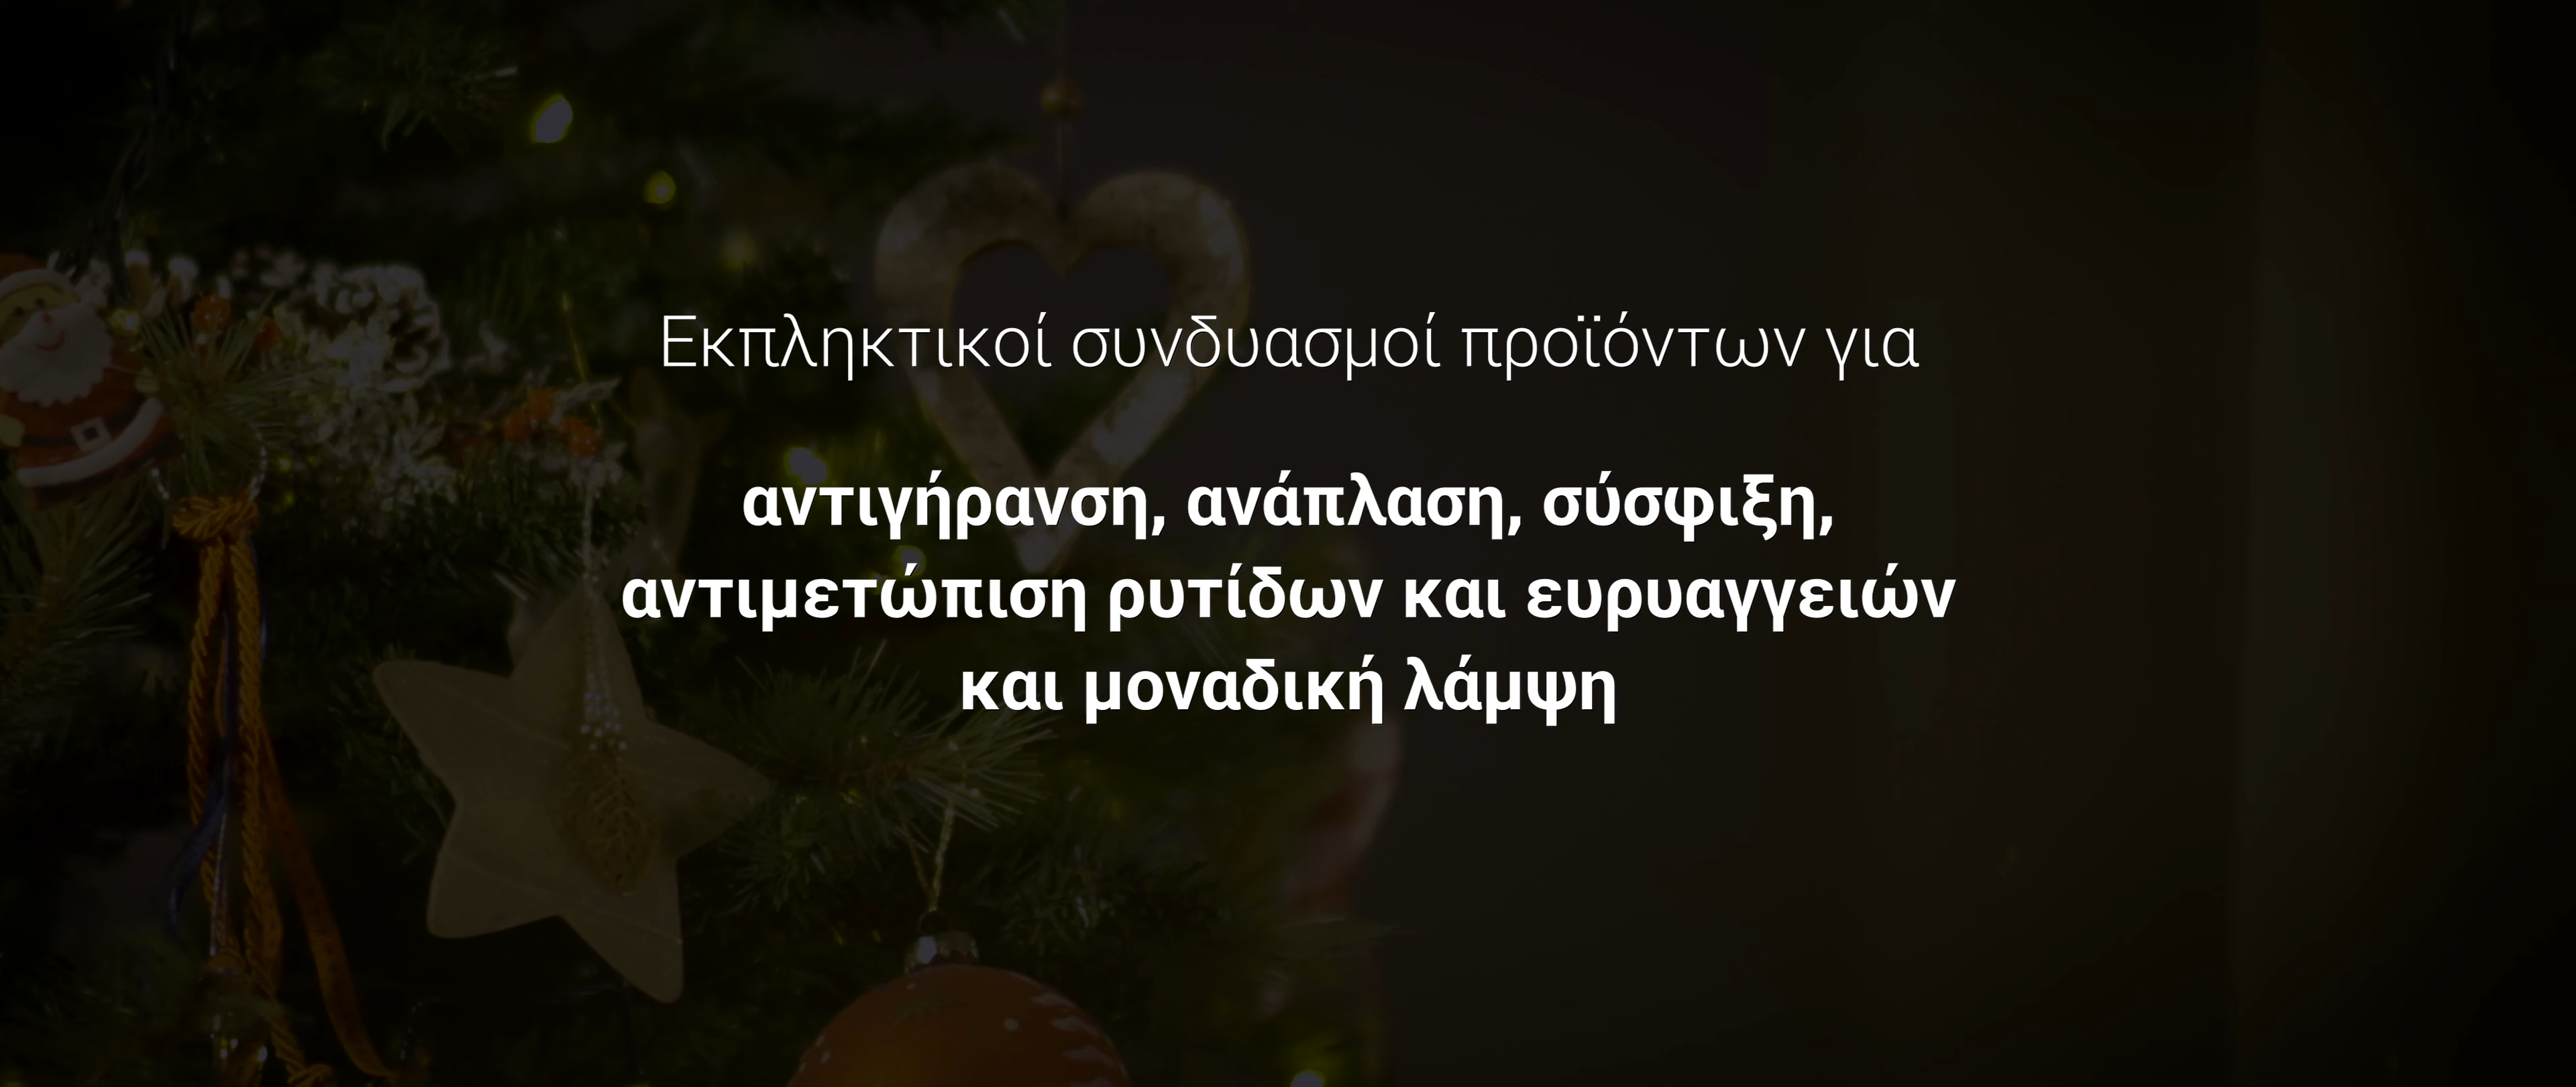 Εκπληκτικοί συνδυασμοί προϊόντων για
αντιγήρανση, ανάπλαση, σύσφιξη,
αντιμετώπιση ρυτίδων και ευρυαγγειών
και μοναδική λάμψη